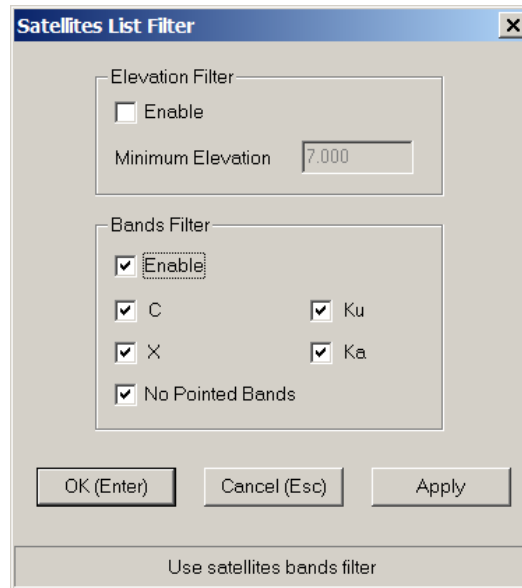 Satellites List Filter
Elevation Filter
Enable
Minimum Elevation 7.000
Bands Filter
Enable
C Ku
X Ka
No Pointed Bands
OK (Enter) Cancel (Esc) Apply
Use satellites bands filter